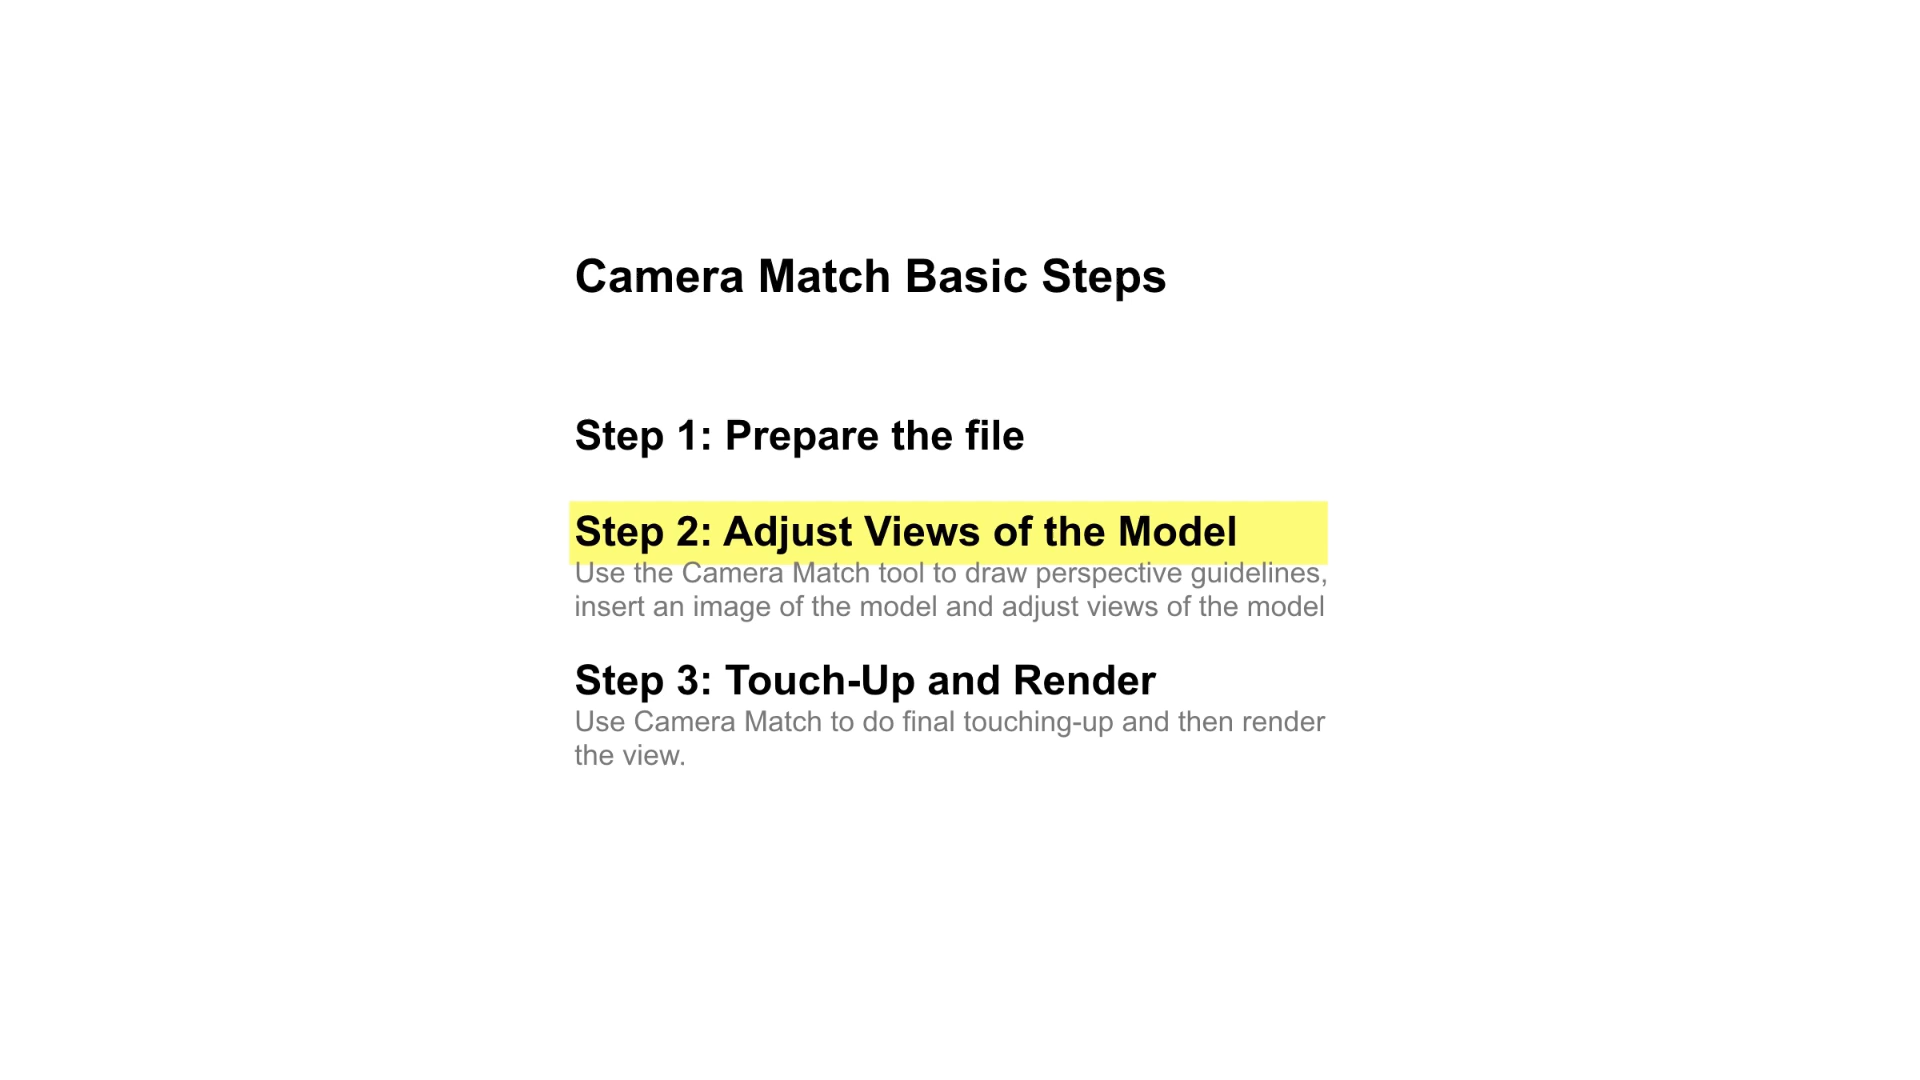 Camera Match Basic Steps
Step 1: Prepare the file
Step 2: Adjust Views of the Model
Use the Camera Match tool to draw perspective guidelines,
insert an image of the model and adjust views of the model
Step 3: Touch-Up and Render
Use Camera Match to do final touching-up and then render
the view.